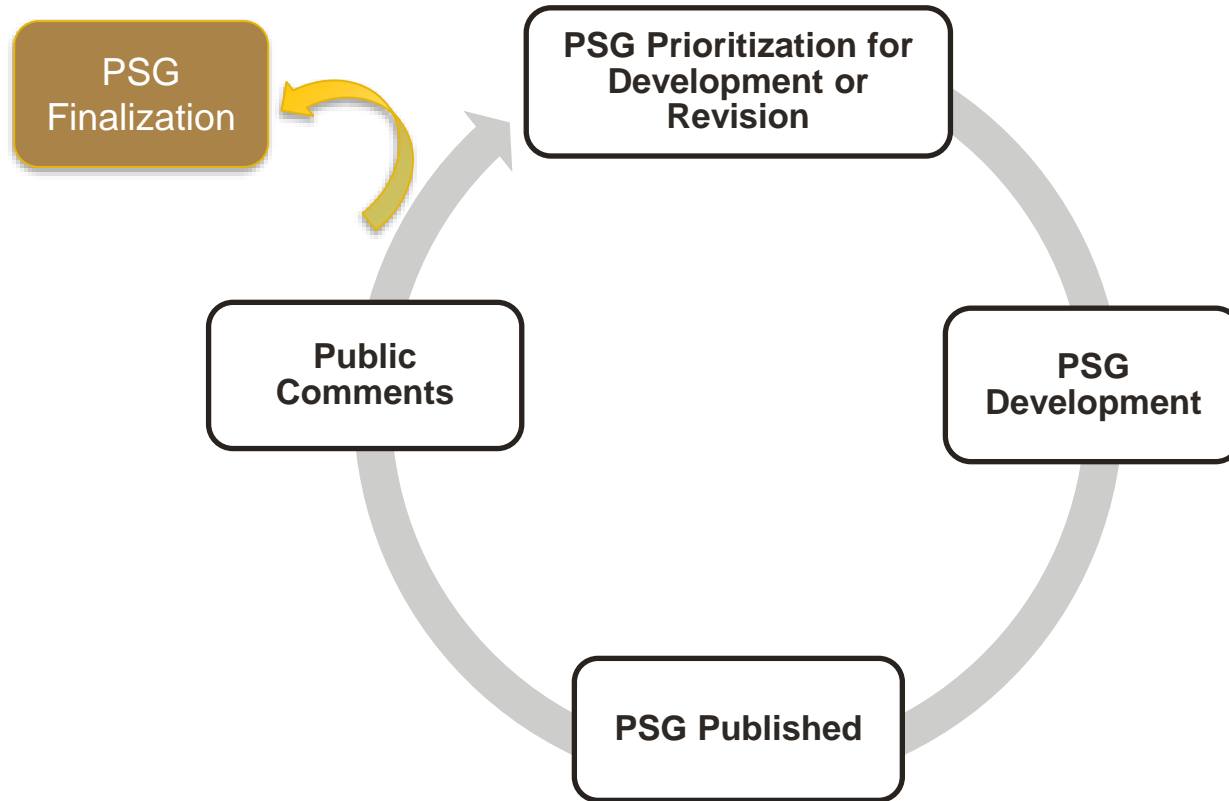 PSG
Finalization
PSG Prioritization for
Development or
Revision
Public
Comments
PSG
Development
PSG Published